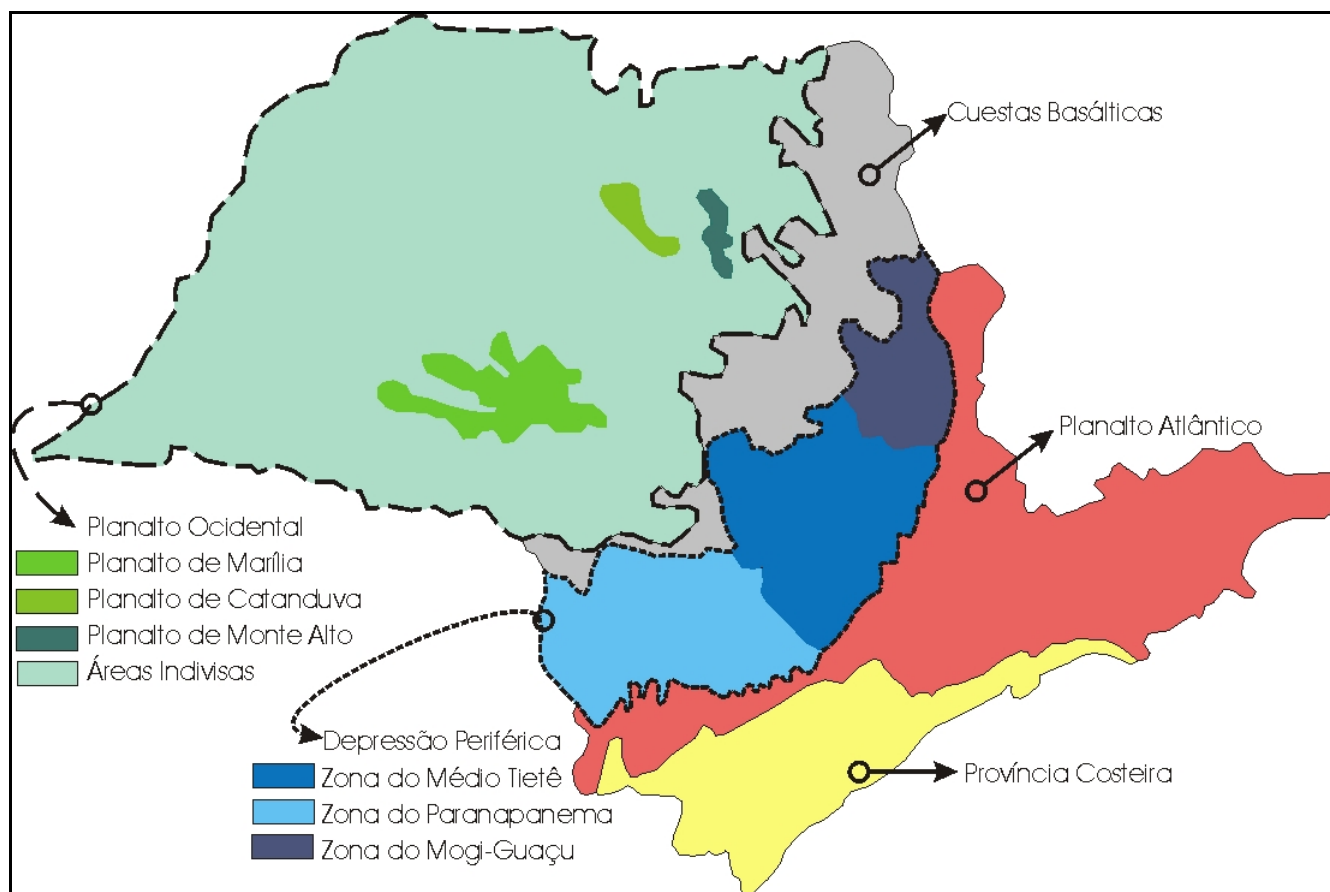 Cuestas Basálticas
Planalto Atlântico
Planalto Ocidental
Planalto de Marília
Planalto de Catanduva
Planalto de Monte Alto
Áreas Indivisas
Depressão Periférica
Zona do Médio Tietê
Zona do Paranapanema
Zona do Mogi-Guaçu
Província Costeira